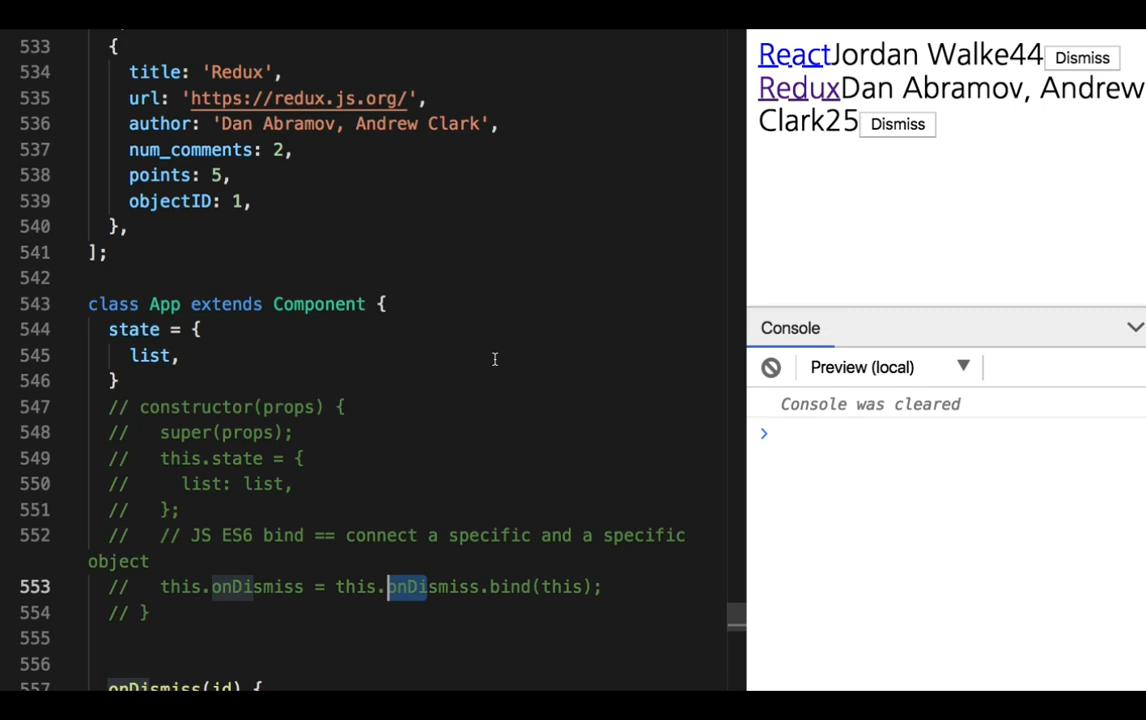 533 {
534 title: 'Redux',
535 url: 'https://redux.js.org/',
536 author: 'Dan Abramov, Andrew Clark',
537 num_comments: 2,
538 points: 5,
539 objectID: 1,
540 },
541 ];
542
543 class App extends Component {
544 state = {
545 list,
546 }
547 // constructor(props) {
548 // super(props);
549 // this.state = {
550 // list: list,
551 // };
552 // // JS ES6 bind == connect a specific and a specific
object
553 // this.onDismiss = this.onDismiss.bind(this);
554 // }
555
556
557 onDismiss(id) {
ReactJordan Walke44 Dismiss
ReduxDan Abramov, Andrew
Clark25 Dismiss
Console
Preview (local)
Console was cleared
>